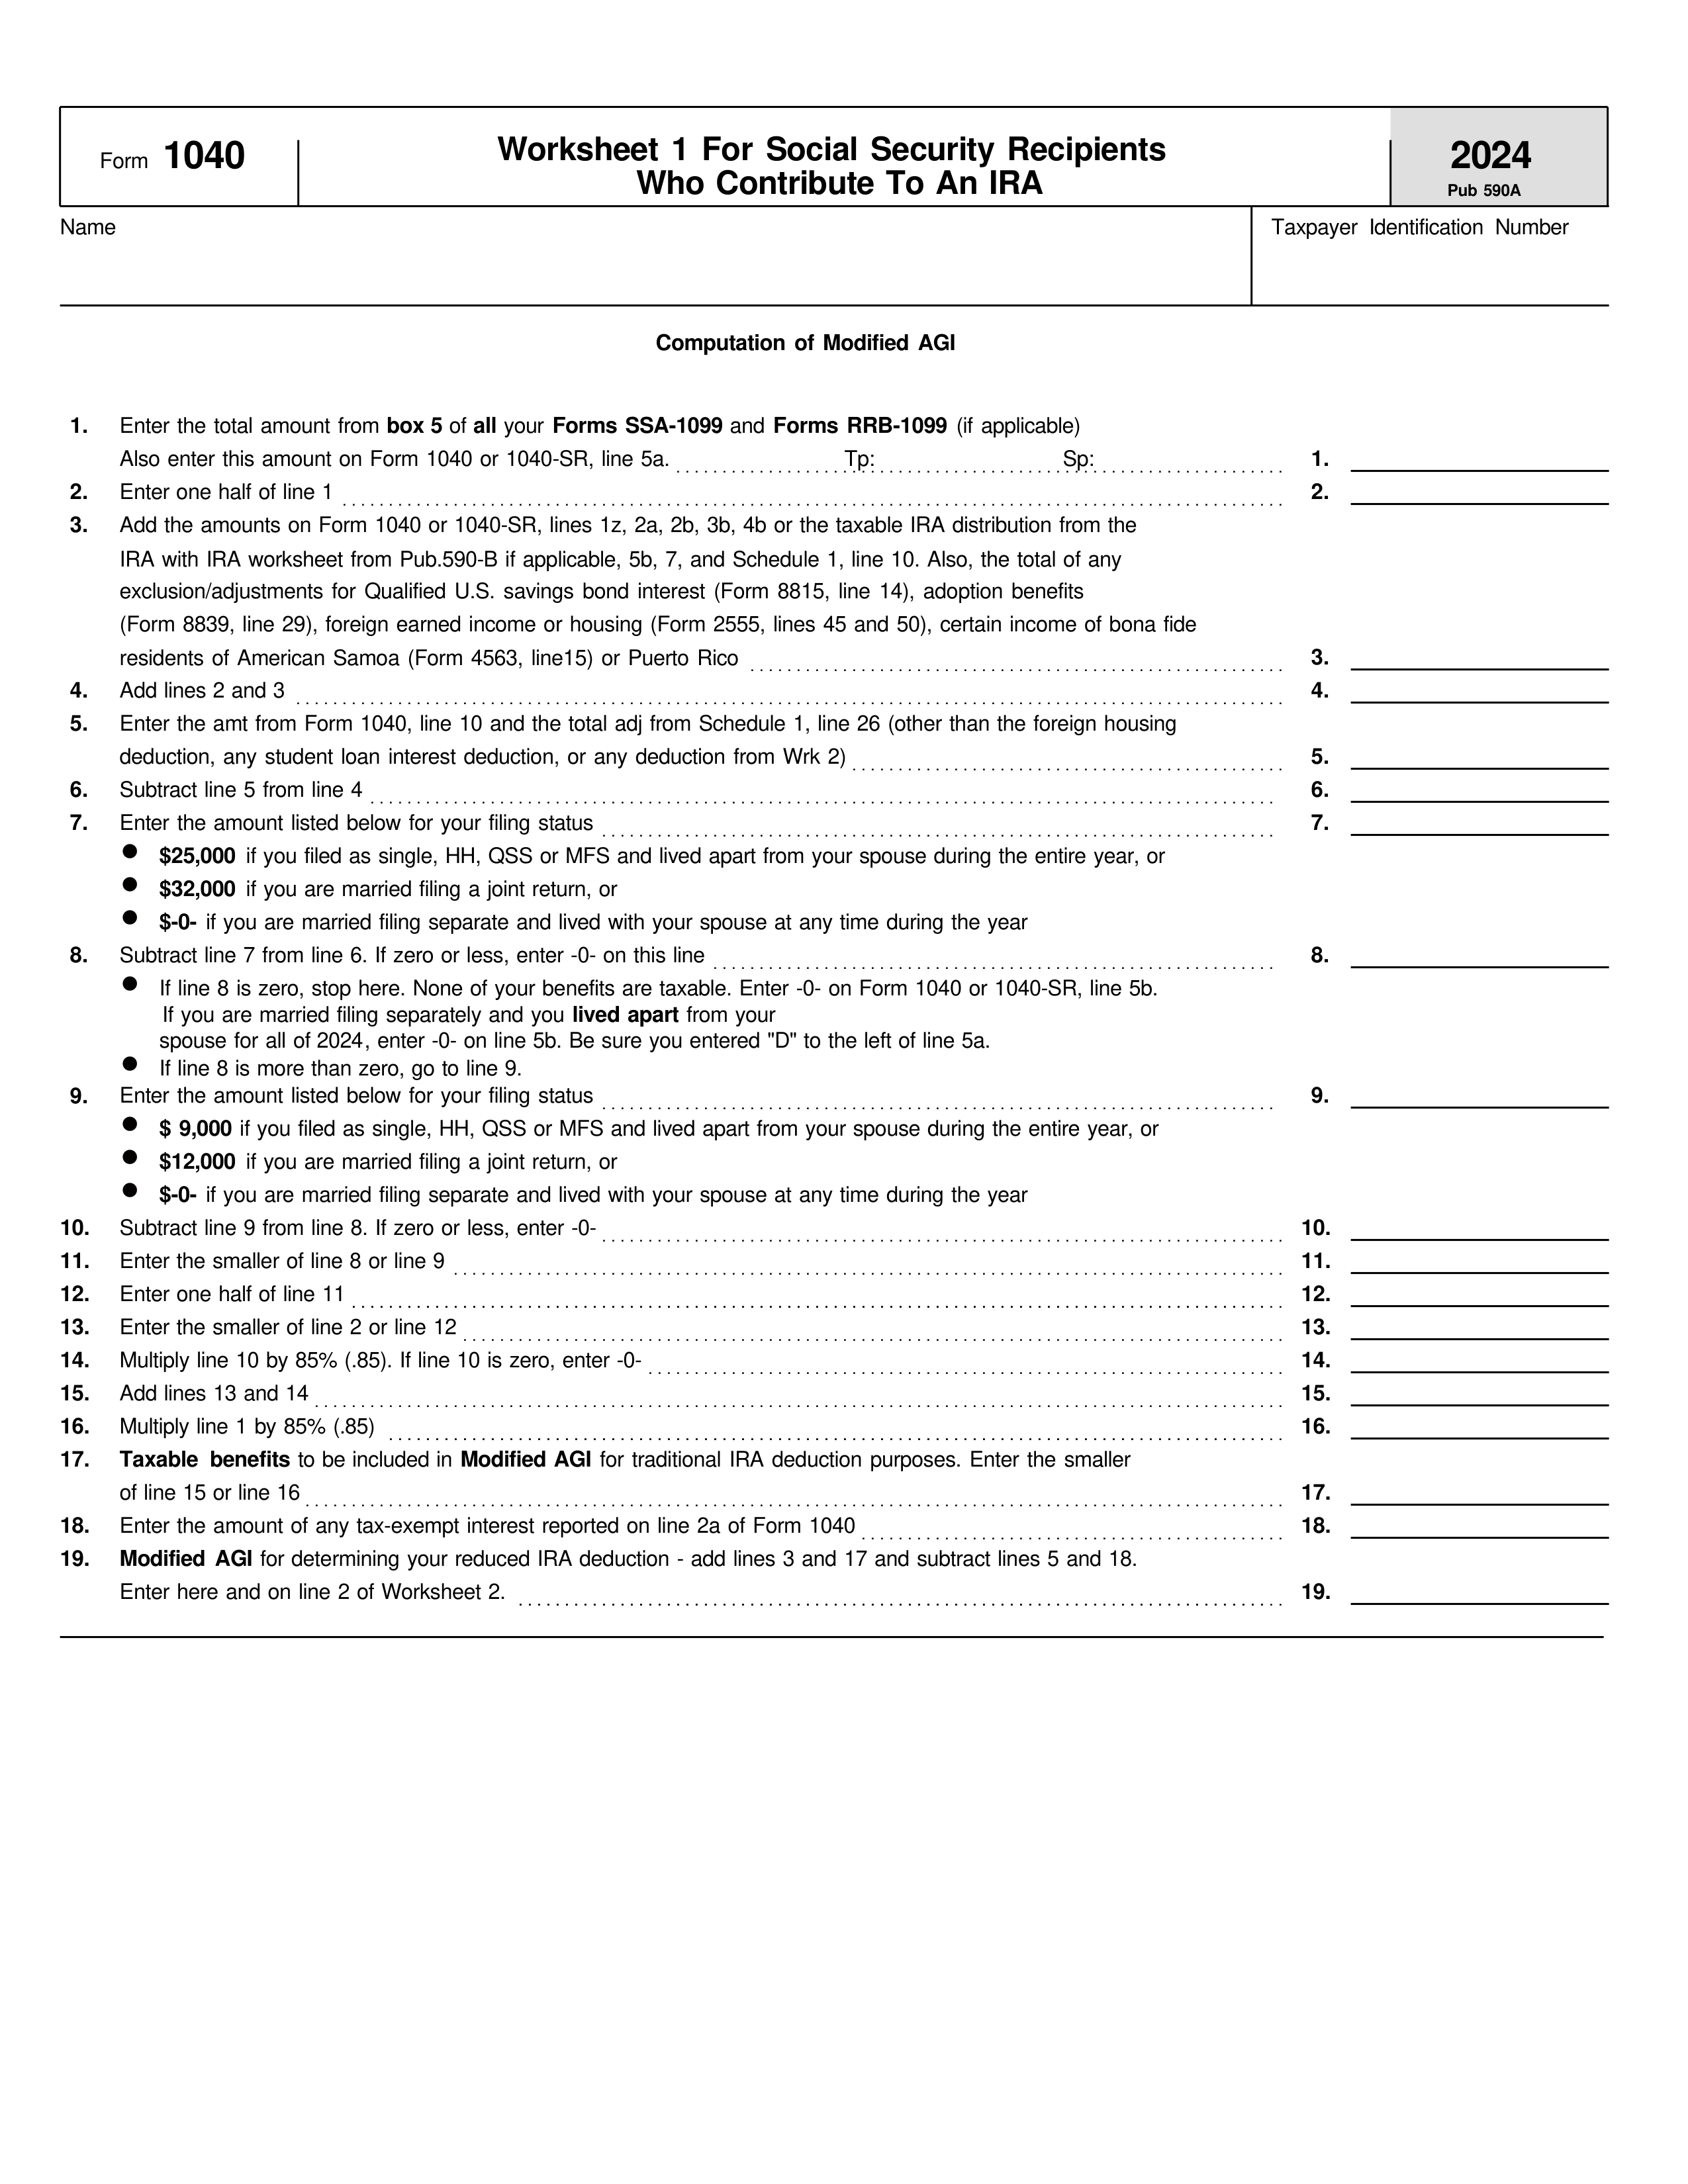 Form 1040
Worksheet 1 For Social Security Recipients
Who Contribute To An IRA
2024
Pub 590A
Name
Taxpayer Identification Number
Computation of Modified AGI
1. Enter the total amount from box 5 of all your Forms SSA-1099 and Forms RRB-1099 (if applicable)
Also enter this amount on Form 1040 or 1040-SR, line 5a. Tp: Sp: 1.
2. Enter one half of line 1 2.
3. Add the amounts on Form 1040 or 1040-SR, lines 1z, 2a, 2b, 3b, 4b or the taxable IRA distribution from the
IRA with IRA worksheet from Pub.590-B if applicable, 5b, 7, and Schedule 1, line 10. Also, the total of any
exclusion/adjustments for Qualified U.S. savings bond interest (Form 8815, line 14), adoption benefits
(Form 8839, line 29), foreign earned income or housing (Form 2555, lines 45 and 50), certain income of bona fide
residents of American Samoa (Form 4563, line15) or Puerto Rico 3.
4. Add lines 2 and 3 4.
5. Enter the amt from Form 1040, line 10 and the total adj from Schedule 1, line 26 (other than the foreign housing
deduction, any student loan interest deduction, or any deduction from Wrk 2) 5.
6. Subtract line 5 from line 4 6.
7. Enter the amount listed below for your filing status 7.
● $25,000 if you filed as single, HH, QSS or MFS and lived apart from your spouse during the entire year, or
● $32,000 if you are married filing a joint return, or
● $-0- if you are married filing separate and lived with your spouse at any time during the year
8. Subtract line 7 from line 6. If zero or less, enter -0- on this line 8.
● If line 8 is zero, stop here. None of your benefits are taxable. Enter -0- on Form 1040 or 1040-SR, line 5b.
If you are married filing separately and you lived apart from your
spouse for all of 2024, enter -0- on line 5b. Be sure you entered "D" to the left of line 5a.
● If line 8 is more than zero, go to line 9.
9. Enter the amount listed below for your filing status 9.
● $ 9,000 if you filed as single, HH, QSS or MFS and lived apart from your spouse during the entire year, or
● $12,000 if you are married filing a joint return, or
● $-0- if you are married filing separate and lived with your spouse at any time during the year
10. Subtract line 9 from line 8. If zero or less, enter -0- 10.
11. Enter the smaller of line 8 or line 9 11.
12. Enter one half of line 11 12.
13. Enter the smaller of line 2 or line 12 13.
14. Multiply line 10 by 85% (.85). If line 10 is zero, enter -0- 14.
15. Add lines 13 and 14 15.
16. Multiply line 1 by 85% (.85) 16.
17. Taxable benefits to be included in Modified AGI for traditional IRA deduction purposes. Enter the smaller
of line 15 or line 16 17.
18. Enter the amount of any tax-exempt interest reported on line 2a of Form 1040 18.
19. Modified AGI for determining your reduced IRA deduction - add lines 3 and 17 and subtract lines 5 and 18.
Enter here and on line 2 of Worksheet 2. 19.